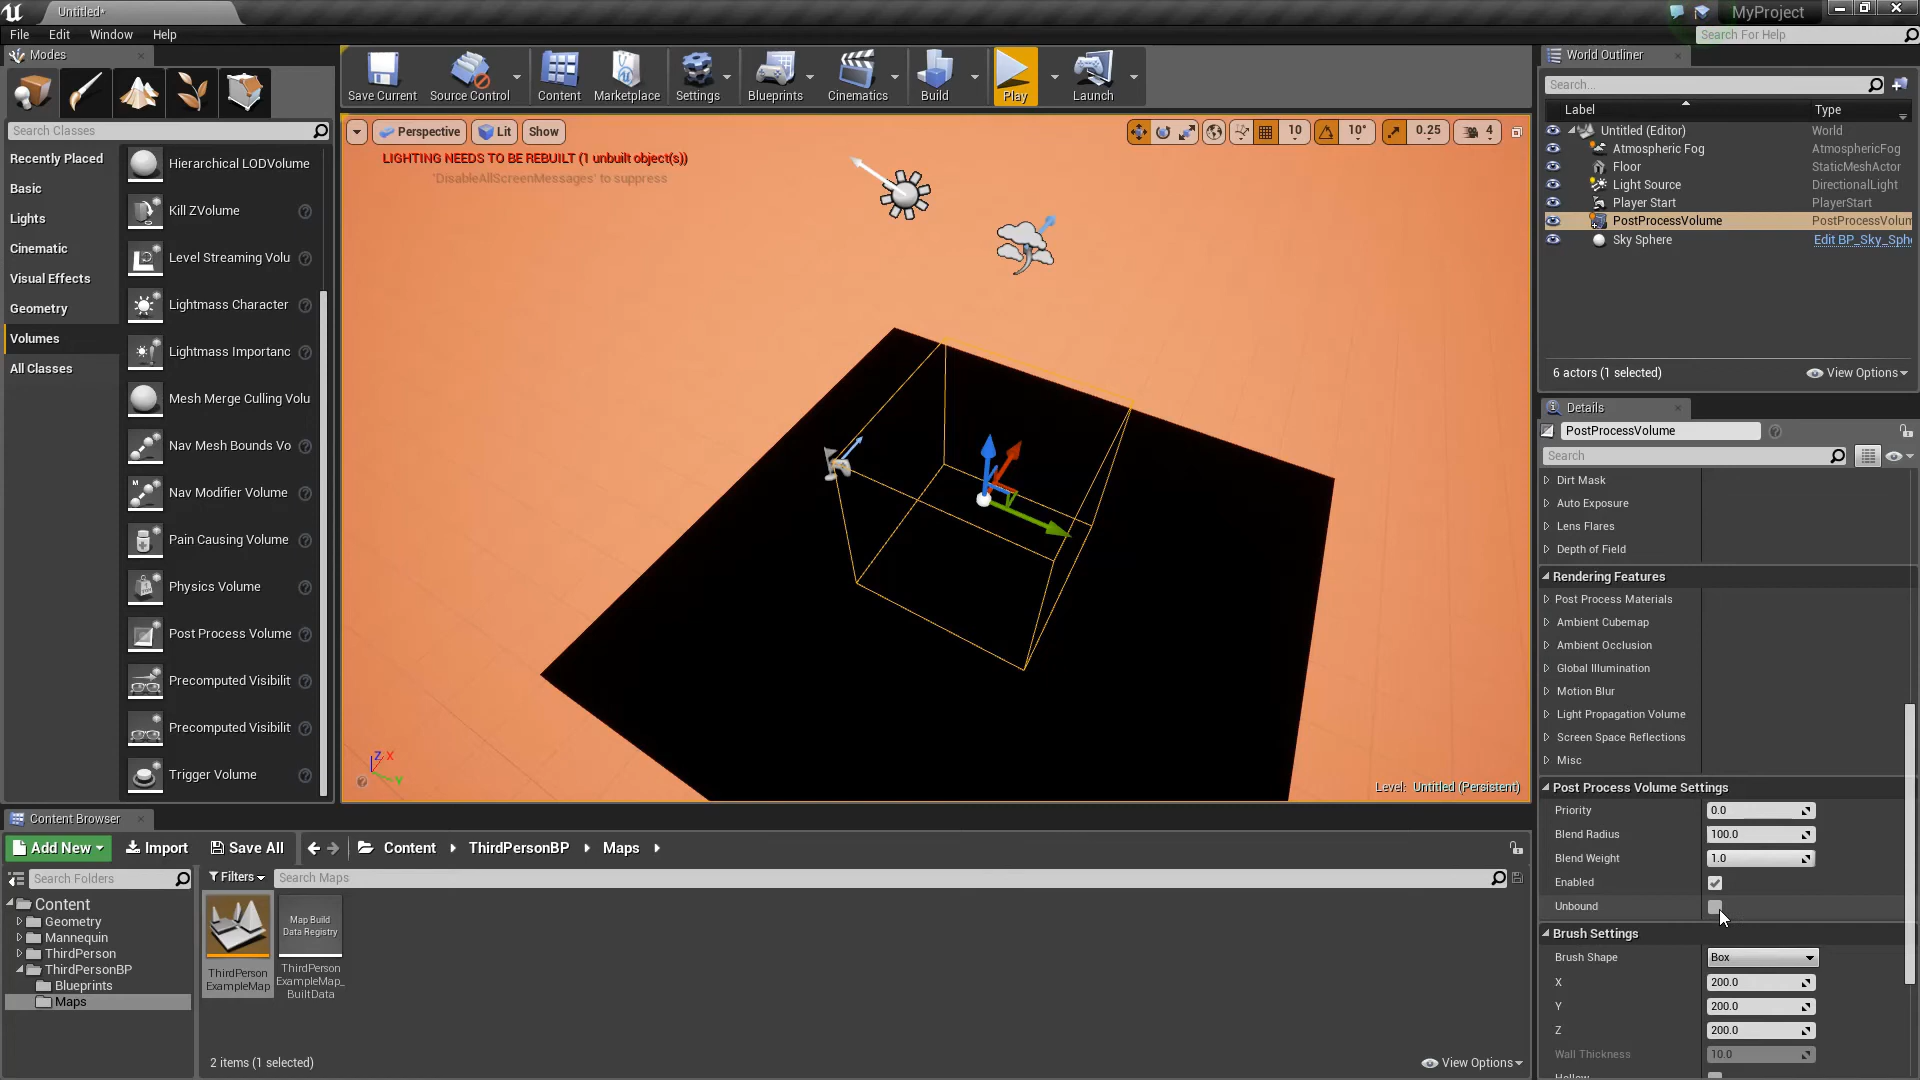 Untitled*
MyProject
File Edit Window Help
Search For Help
Modes
Search Classes
Recently Placed
Basic
Lights
Cinematic
Visual Effects
Geometry
Volumes
All Classes
Hierarchical LODVolume
Kill ZVolume
Level Streaming Volu
Lightmass Character
Lightmass Importanc
Mesh Merge Culling Volu
Nav Mesh Bounds Vo
Nav Modifier Volume
Pain Causing Volume
Physics Volume
Post Process Volume
Precomputed Visibilit
Precomputed Visibilit
Trigger Volume
Save Current Source Control Content Marketplace Settings Blueprints Cinematics Build Play Launch
Perspective Lit Show
10 10° 0.25 4
LIGHTING NEEDS TO BE REBUILT (1 unbuilt object(s))
'DisableAllScreenMessages' to suppress
Z X
Y
Level: Untitled (Persistent)
World Outliner
Search...
Label Type
Untitled (Editor) World
Atmospheric Fog AtmosphericFog
Floor StaticMeshActor
Light Source DirectionalLight
Player Start PlayerStart
PostProcessVolume PostProcessVolum
Sky Sphere Edit BP_Sky_Sph
6 actors (1 selected) View Options
Details
PostProcessVolume
Search
Dirt Mask
Auto Exposure
Lens Flares
Depth of Field
Rendering Features
Post Process Materials
Ambient Cubemap
Ambient Occlusion
Global Illumination
Motion Blur
Light Propagation Volume
Screen Space Reflections
Misc
Post Process Volume Settings
Priority 0.0
Blend Radius 100.0
Blend Weight 1.0
Enabled
Unbound
Brush Settings
Brush Shape Box
X 200.0
Y 200.0
Z 200.0
Wall Thickness 10.0
Hollow
Content Browser
Add New Import Save All Content ThirdPersonBP Maps
Search Folders
Filters Search Maps
Content
Geometry
Mannequin
ThirdPerson
ThirdPersonBP
Blueprints
Maps
ThirdPerson
ExampleMap
Map Build
Data Registry
ThirdPerson
ExampleMap_
BuiltData
2 items (1 selected) View Options